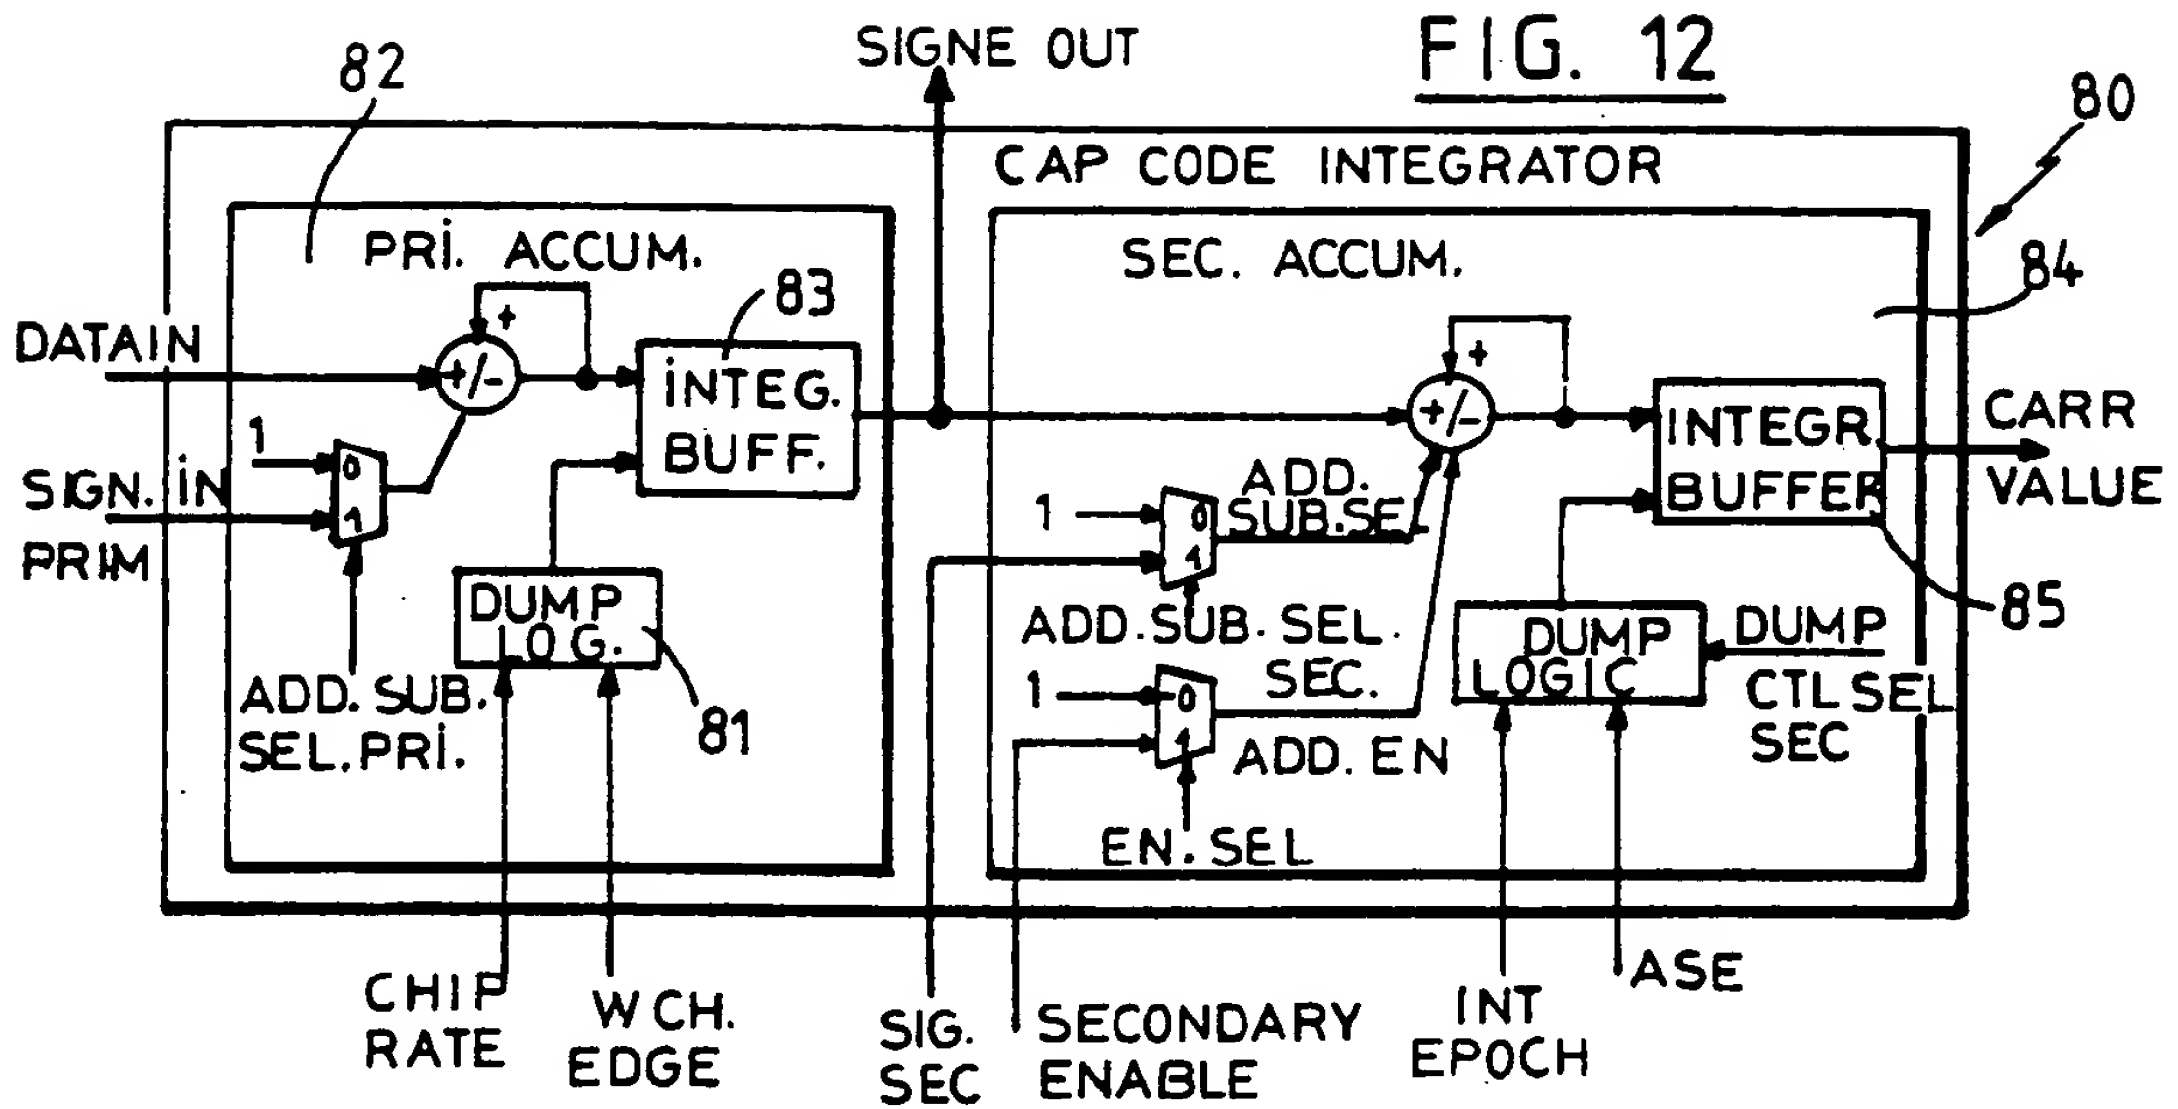 FIG. 12
SIGNE OUT
82
80
CAP CODE INTEGRATOR
PRI. ACCUM.
SEC. ACCUM.
83
84
DATAIN
+
+/-
INTEG.
BUFF.
1
0
SIGN. IN
1
PRIM
ADD. SUB.
SEL. PRI.
DUMP
LOG.
81
CHIP
RATE
W CH.
EDGE
+
+/-
INTEGR.
BUFFER
CARR
VALUE
85
ADD.
SUB. SEL
1
0
1
ADD. SUB. SEL.
SEC.
1
0
1
ADD. EN
EN. SEL
DUMP
LOGIC
DUMP
CTL SEL
SEC
SIG.
SEC
SECONDARY
ENABLE
INT
EPOCH
ASE